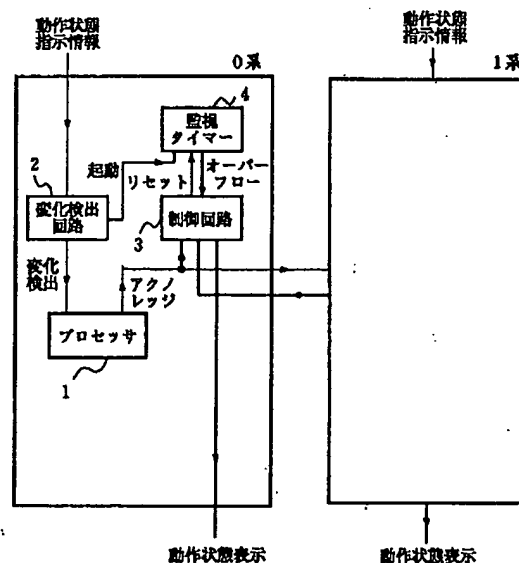 動作状態
指示情報
0系
4
監視
タイマー
起動
リセット
オーバー
フロー
2
変化検出
回路
制御回路
3
変化
検出
アクノ
レッジ
プロセッサ
1
動作状態表示
動作状態
指示情報
1系
動作状態表示